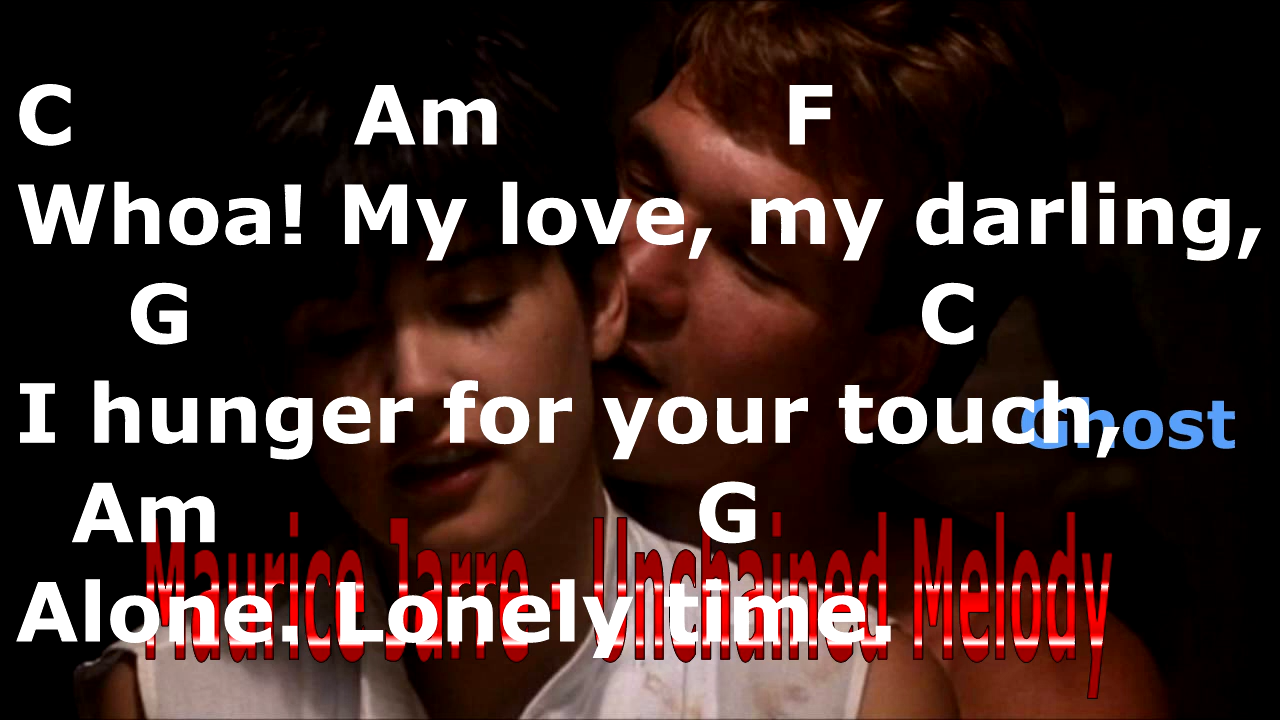 C Am F
Whoa! My love, my darling,
G C
I hunger for your touch,
Ghost
Am G
Alone. Lonely time.
Maurice Jarre - Unchained Melody